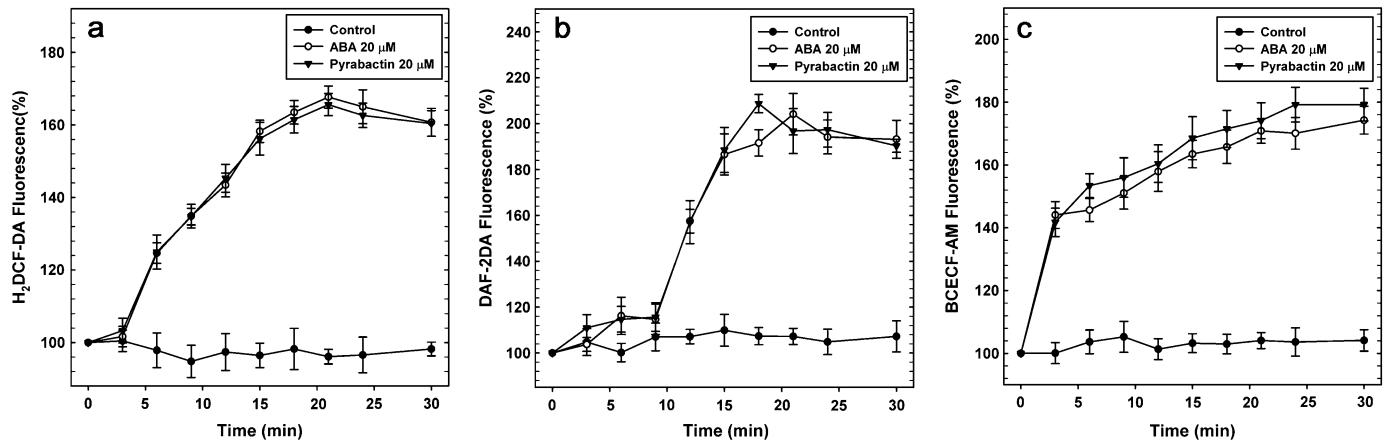 a
Control
ABA 20 μM
Pyrabactin 20 μM
H2DCF-DA Fluorescenc(%)
180
160
140
120
100
0 5 10 15 20 25 30
Time (min)
b
Control
ABA 20 μM
Pyrabactin 20 μM
DAF-2DA Fluorescence (%)
240
220
200
180
160
140
120
100
0 5 10 15 20 25 30
Time (min)
c
Control
ABA 20 μM
Pyrabactin 20 μM
BCECF-AM Fluorescence (%)
200
180
160
140
120
100
0 5 10 15 20 25 30
Time (min)